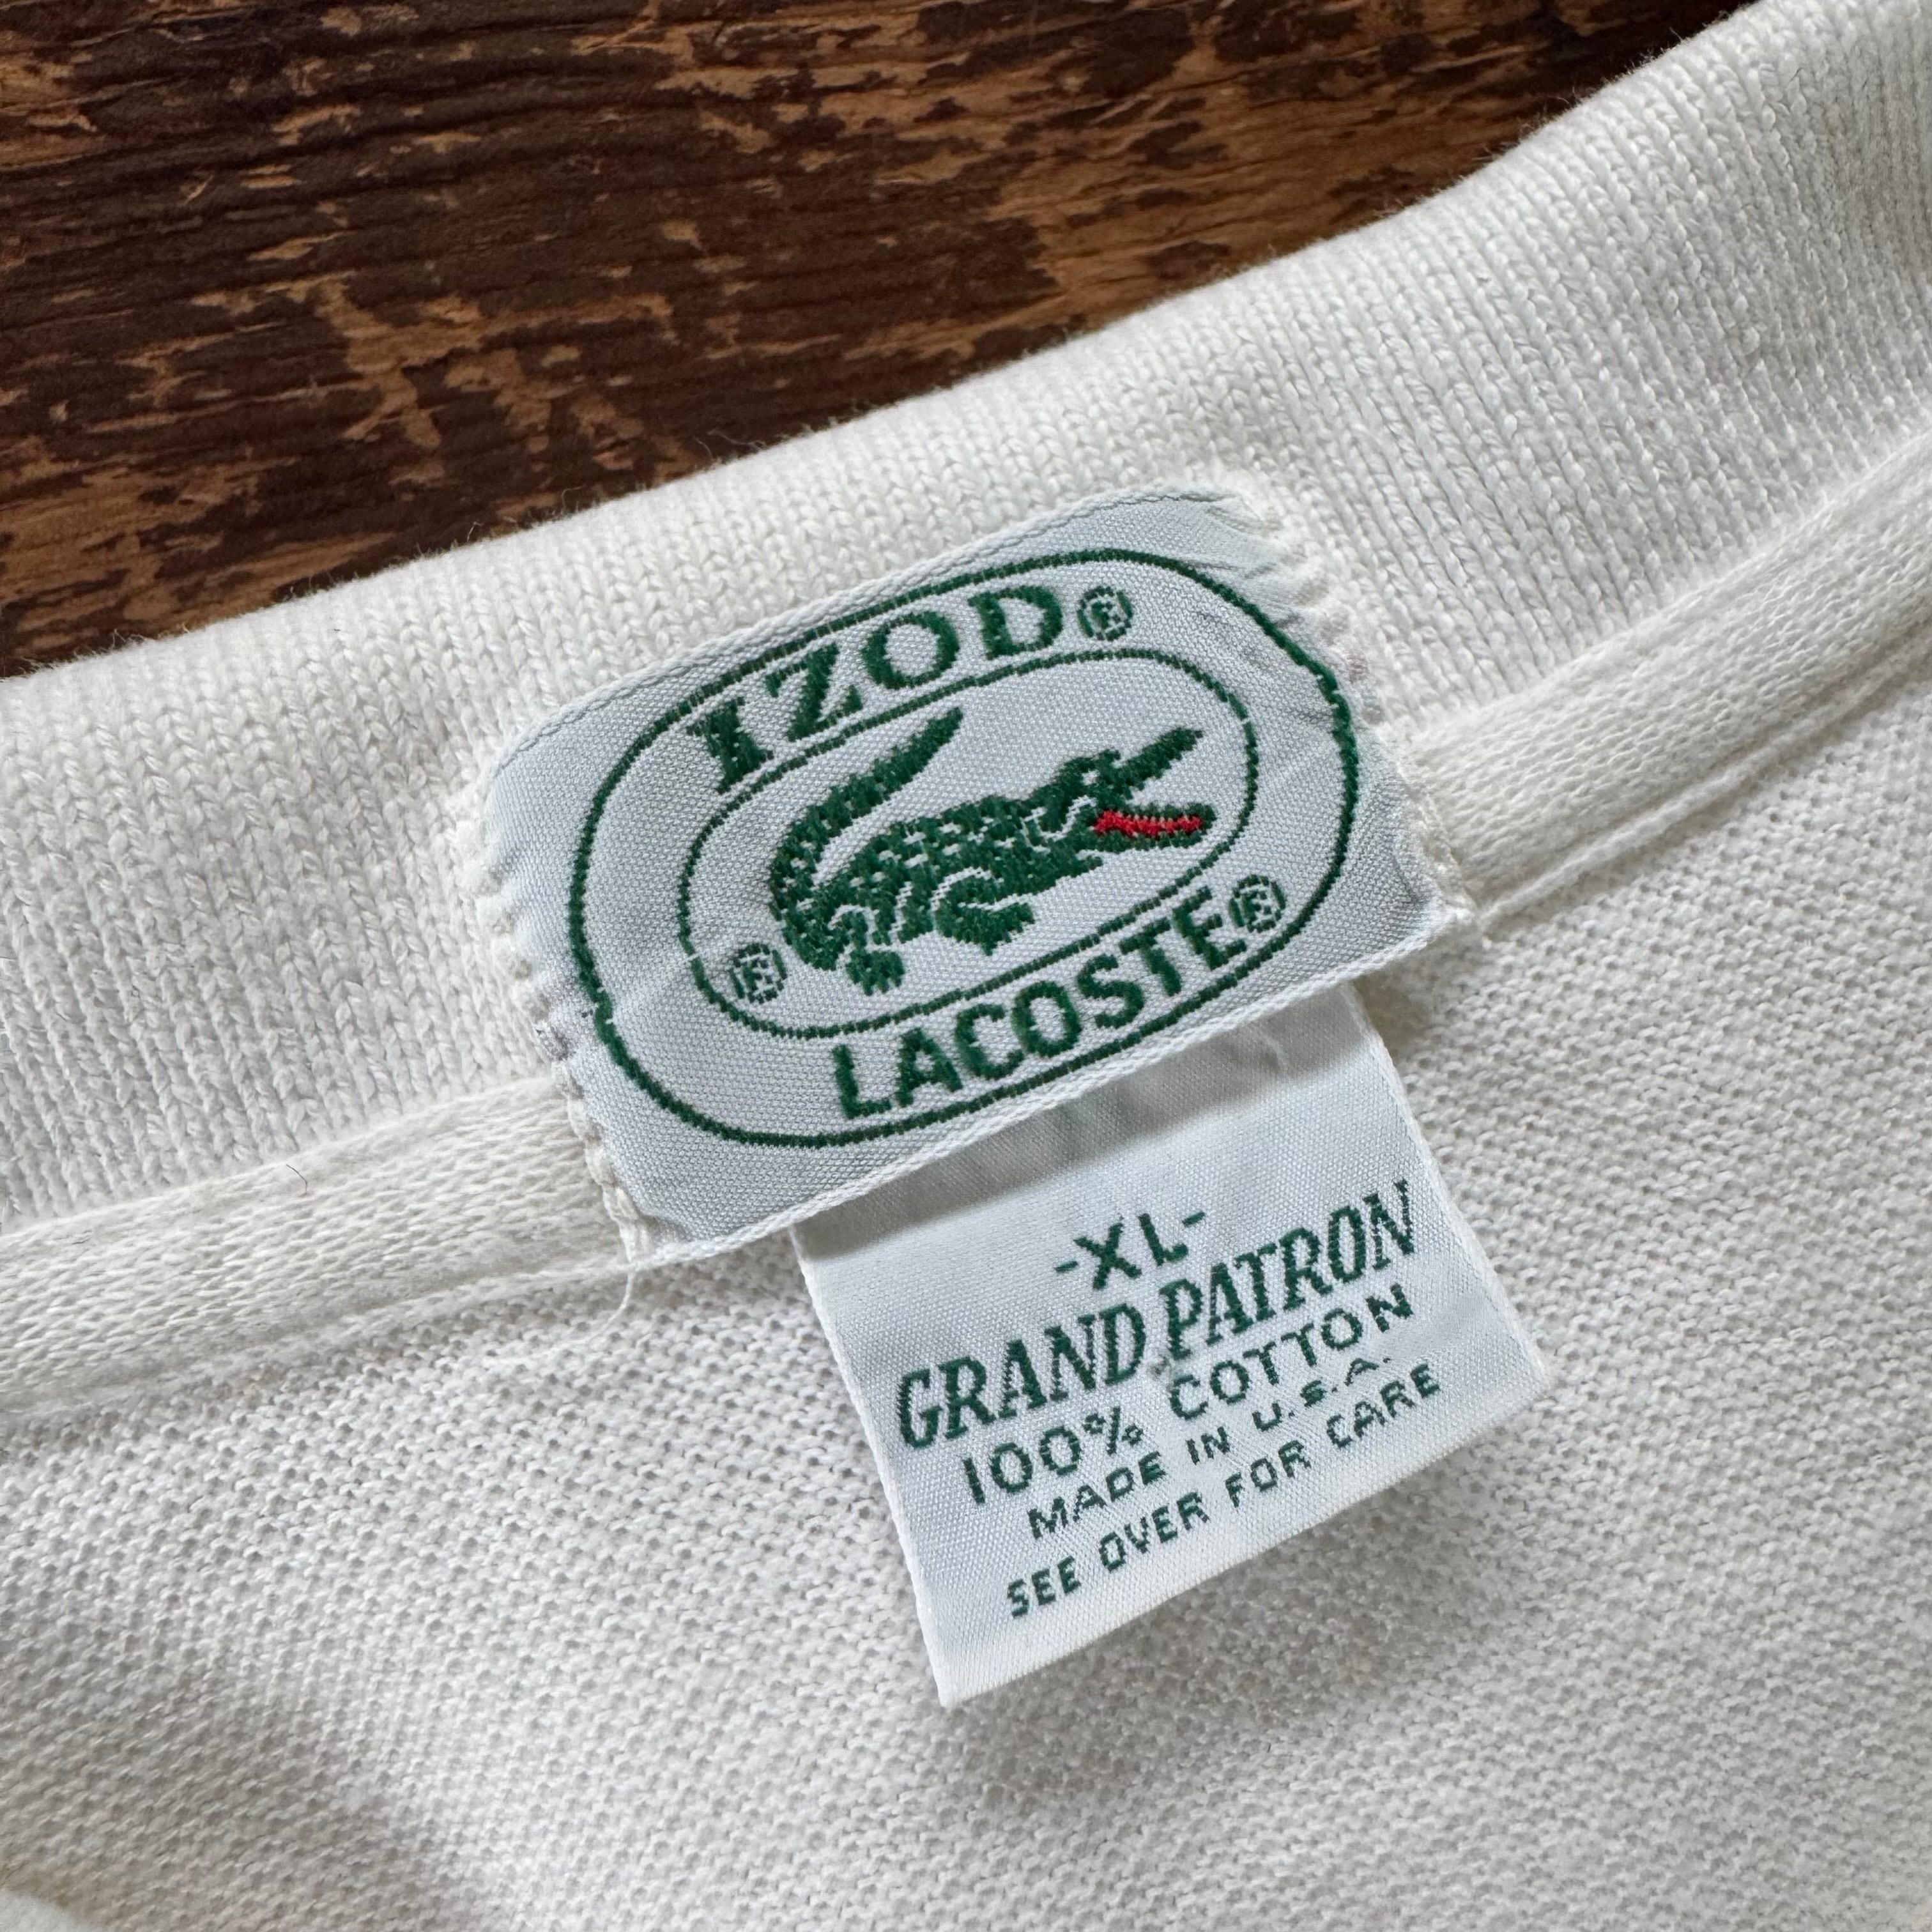 IZOD®
®
LACOSTE®
-XL-
GRAND PATRON
100% COTTON
MADE IN U.S.A.
SEE OVER FOR CARE